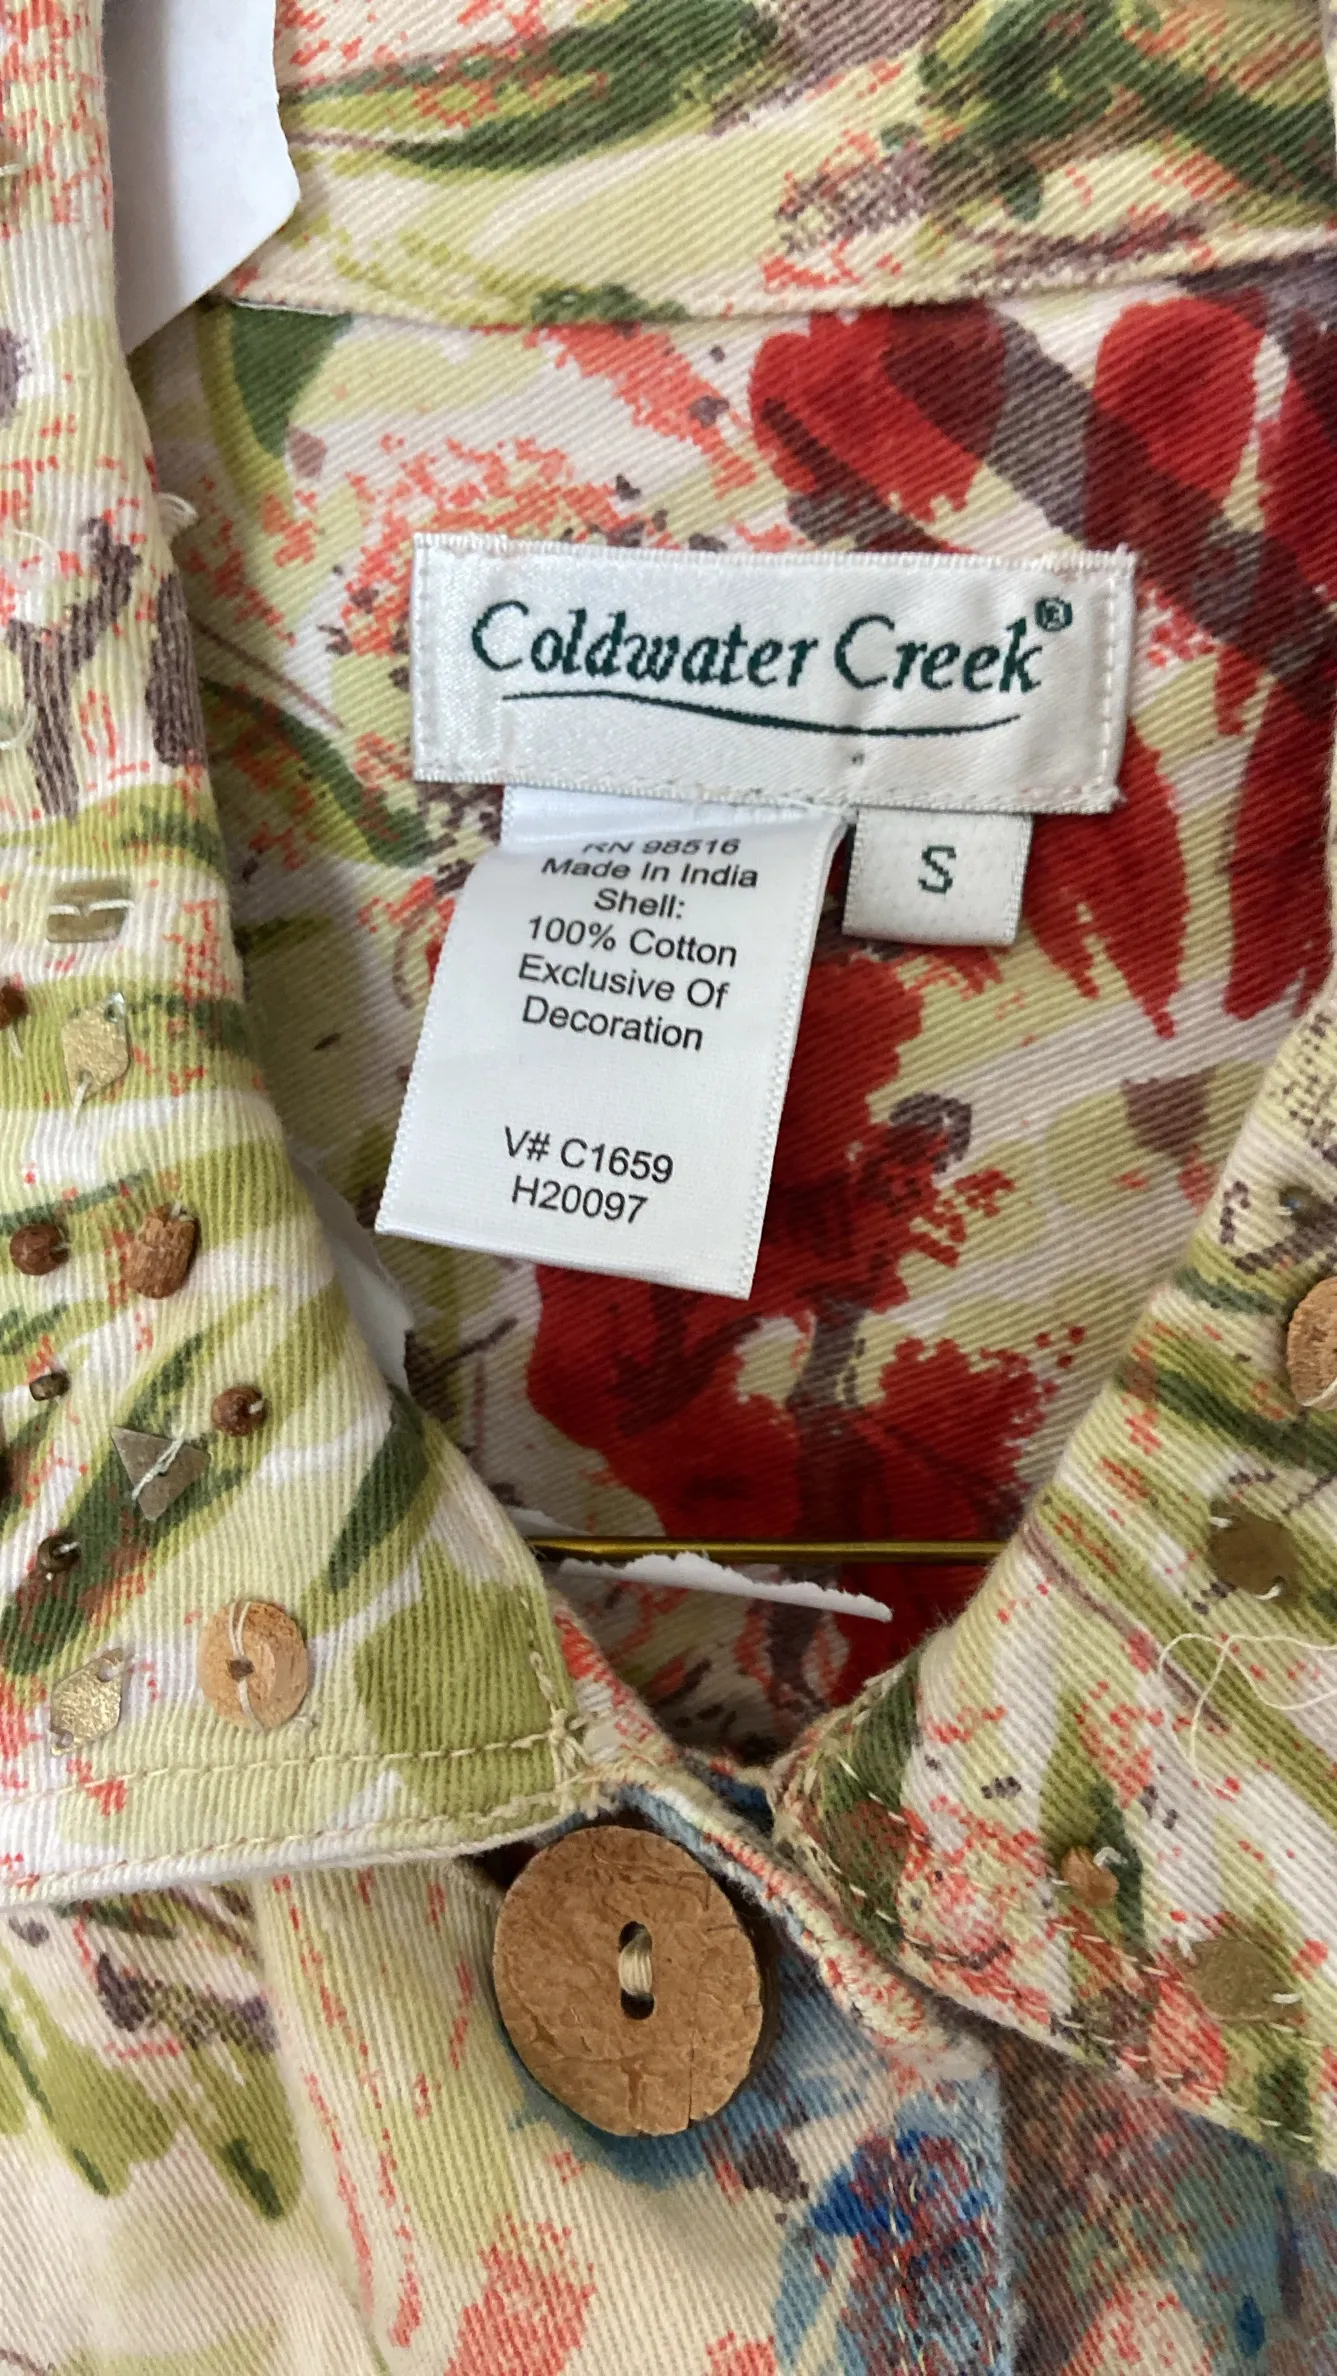 Coldwater Creek®
S
RN 98516
Made In India
Shell:
100% Cotton
Exclusive Of
Decoration
V# C1659
H20097